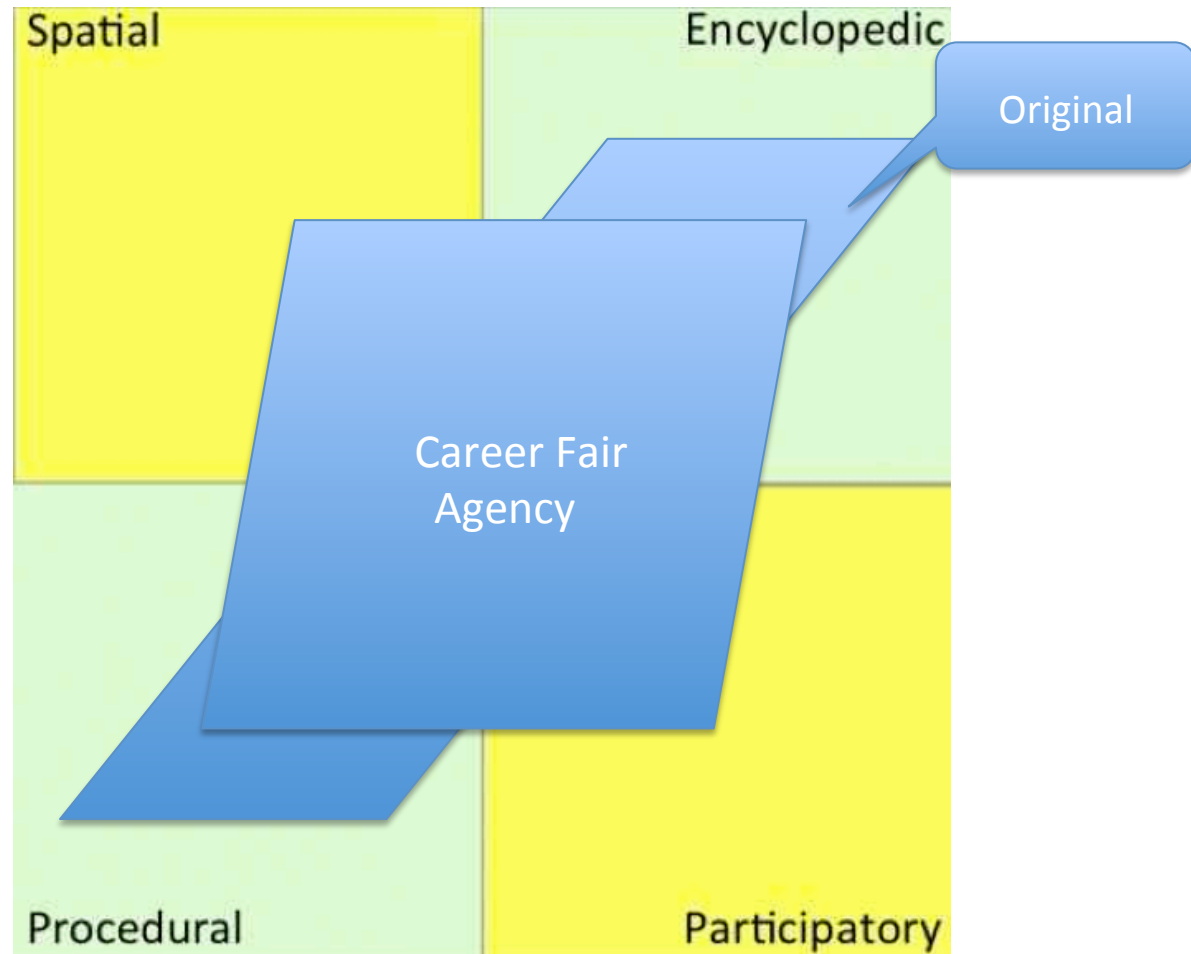 Spatial
Encyclopedic
Original
Career Fair
Agency
Procedural
Participatory